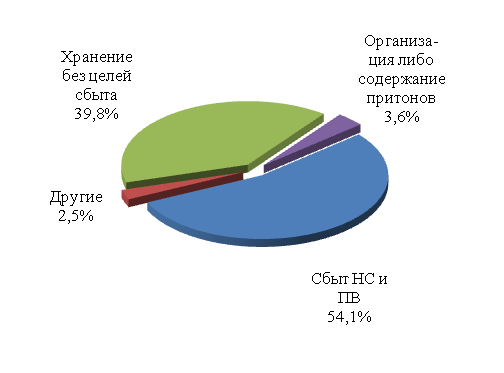 Хранение
без целей
сбыта
39,8%
Организа-
ция либо
содержание
притонов
3,6%
Другие
2,5%
Сбыт НС и
ПВ
54,1%